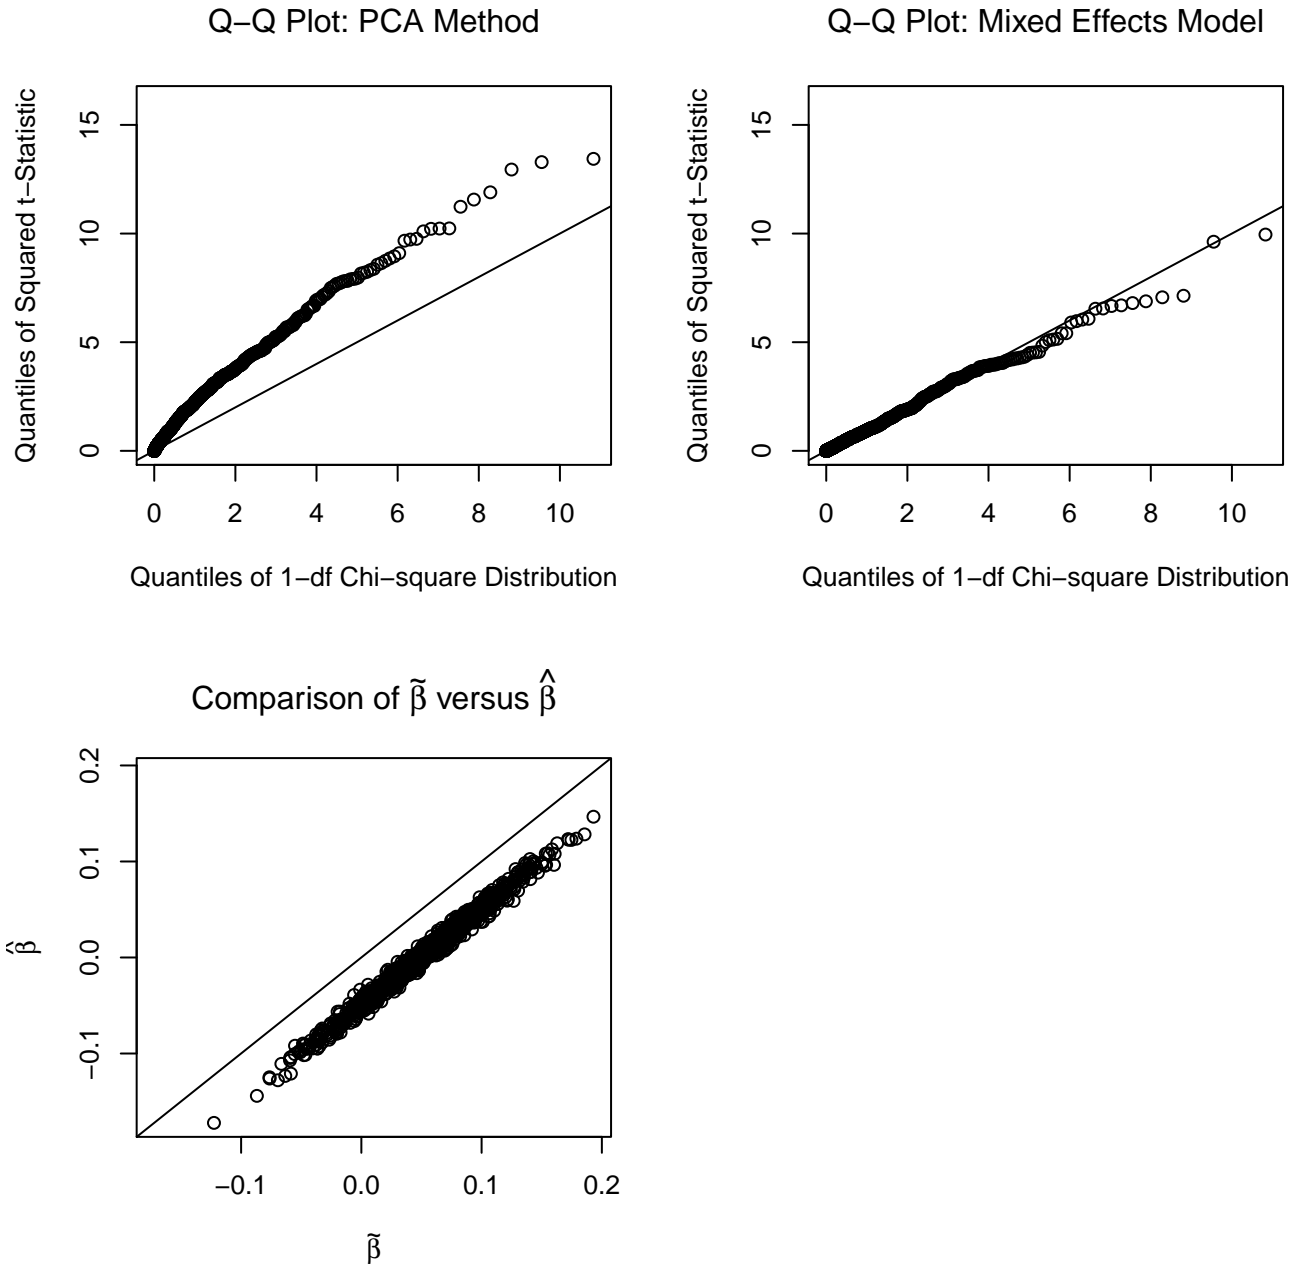 Q−Q Plot: PCA Method
Quantiles of Squared t−Statistic
15
10
5
0
0 2 4 6 8 10
Quantiles of 1−df Chi−square Distribution
Q−Q Plot: Mixed Effects Model
Quantiles of Squared t−Statistic
15
10
5
0
0 2 4 6 8 10
Quantiles of 1−df Chi−square Distribution
Comparison of β̃ versus β̂
β̂
0.2
0.1
0.0
−0.1
−0.1 0.0 0.1 0.2
β̃